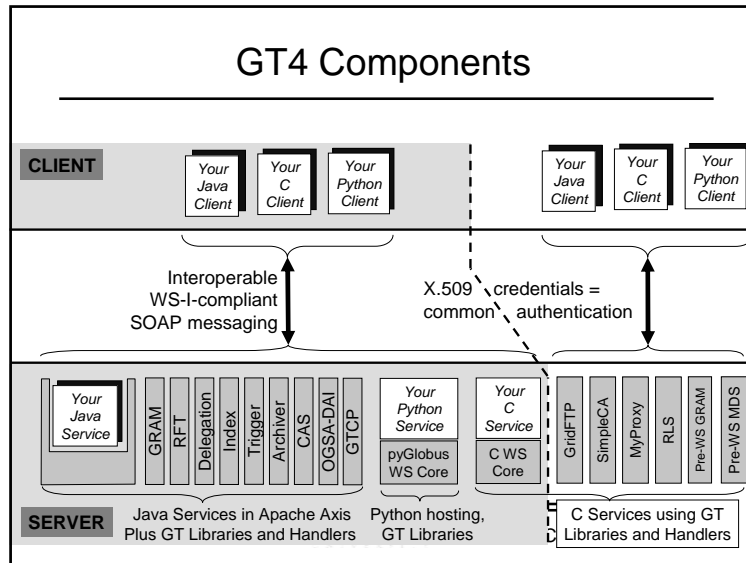 GT4 Components
CLIENT
Your
Java
Client
Your
C
Client
Your
Python
Client
Your
Java
Client
Your
C
Client
Your
Python
Client
Interoperable
WS-I-compliant
SOAP messaging
X.509 credentials =
common authentication
Your
Java
Service
GRAM
RFT
Delegation
Index
Trigger
Archiver
CAS
OGSA-DAI
GTCP
Your
Python
Service
pyGlobus
WS Core
Your
C
Service
C WS
Core
GridFTP
SimpleCA
MyProxy
RLS
Pre-WS GRAM
Pre-WS MDS
SERVER
Java Services in Apache Axis
Plus GT Libraries and Handlers
Python hosting,
GT Libraries
C Services using GT
Libraries and Handlers